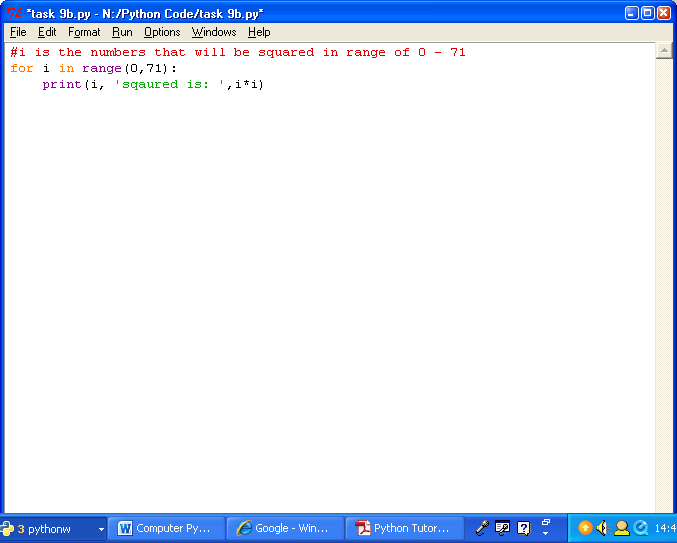 *task 9b.py - N:/Python Code/task 9b.py*
File Edit Format Run Options Windows Help
#i is the numbers that will be squared in range of 0 - 71
for i in range(0,71):
    print(i, 'sqaured is: ',i*i)
3 pythonw Computer Py... Google - Win... Python Tutor... 14:4